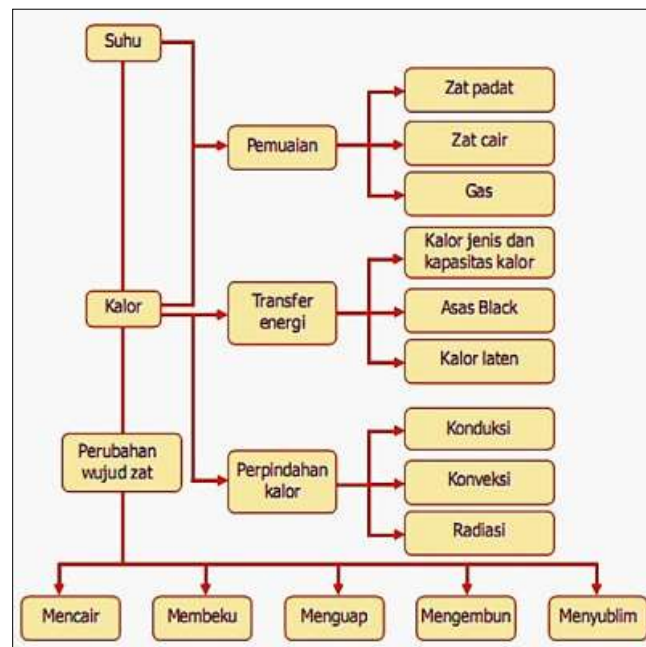 Suhu
Zat padat
Pemuaian
Zat cair
Gas
Kalor
Transfer
energi
Kalor jenis dan
kapasitas kalor
Asas Black
Kalor laten
Perubahan
wujud zat
Perpindahan
kalor
Konduksi
Konveksi
Radiasi
Mencair
Membeku
Menguap
Mengembun
Menyublim